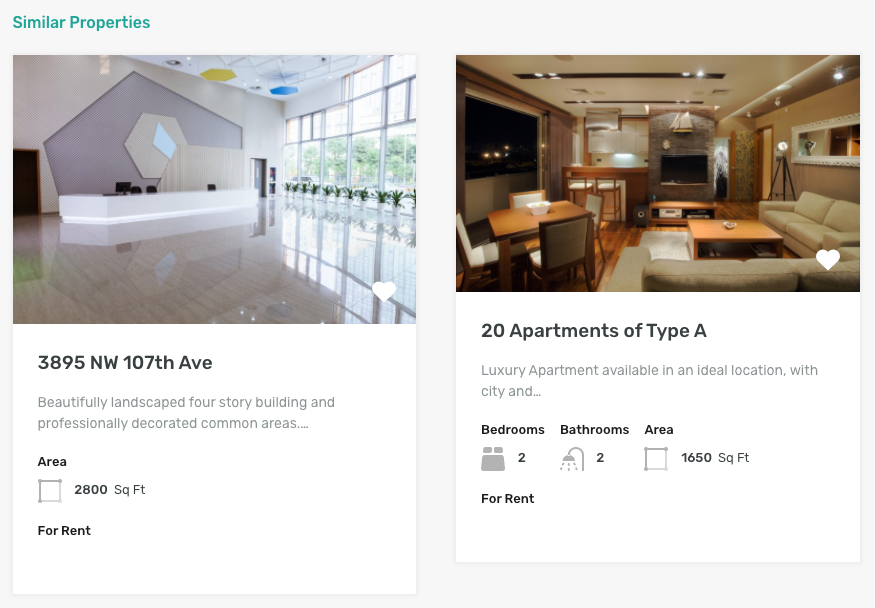 Similar Properties
3895 NW 107th Ave
Beautifully landscaped four story building and
professionally decorated common areas.…
Area
2800 Sq Ft
For Rent
20 Apartments of Type A
Luxury Apartment available in an ideal location, with
city and…
Bedrooms Bathrooms Area
2 2 1650 Sq Ft
For Rent